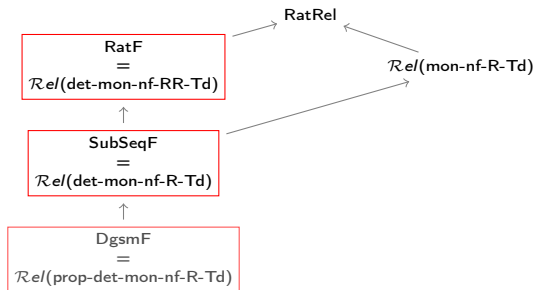 RatRel
RatF
=
Rel(det-mon-nf-RR-Td)
Rel(mon-nf-R-Td)
SubSeqF
=
Rel(det-mon-nf-R-Td)
DgsmF
=
Rel(prop-det-mon-nf-R-Td)